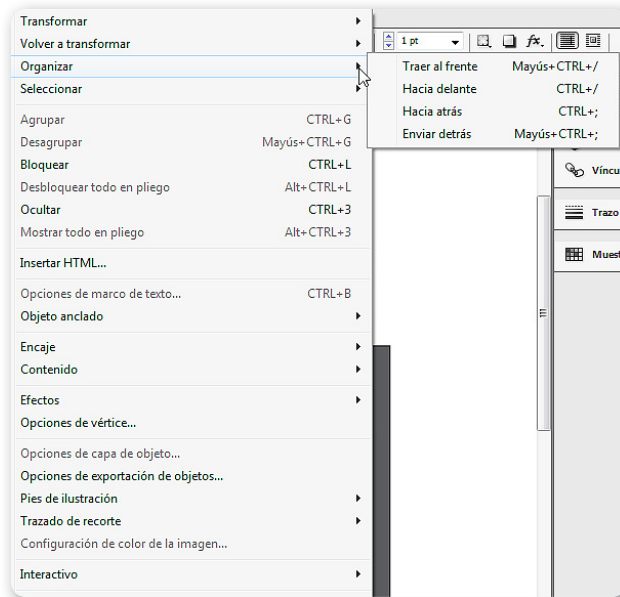 Transformar
Volver a transformar
1 pt
fx.
Organizar
Traer al frente Mayús+CTRL+/
Hacia delante CTRL+/
Hacia atrás CTRL+;
Enviar detrás Mayús+CTRL+;
Seleccionar
Agrupar CTRL+G
Desagrupar Mayús+CTRL+G
Bloquear CTRL+L
Desbloquear todo en pliego Alt+CTRL+L
Ocultar CTRL+3
Mostrar todo en pliego Alt+CTRL+3
Insertar HTML...
Opciones de marco de texto... CTRL+B
Objeto anclado
Encaje
Contenido
Efectos
Opciones de vértice...
Opciones de capa de objeto...
Opciones de exportación de objetos...
Pies de ilustración
Trazado de recorte
Configuración de color de la imagen...
Interactivo
Víncu
Trazo
Muest